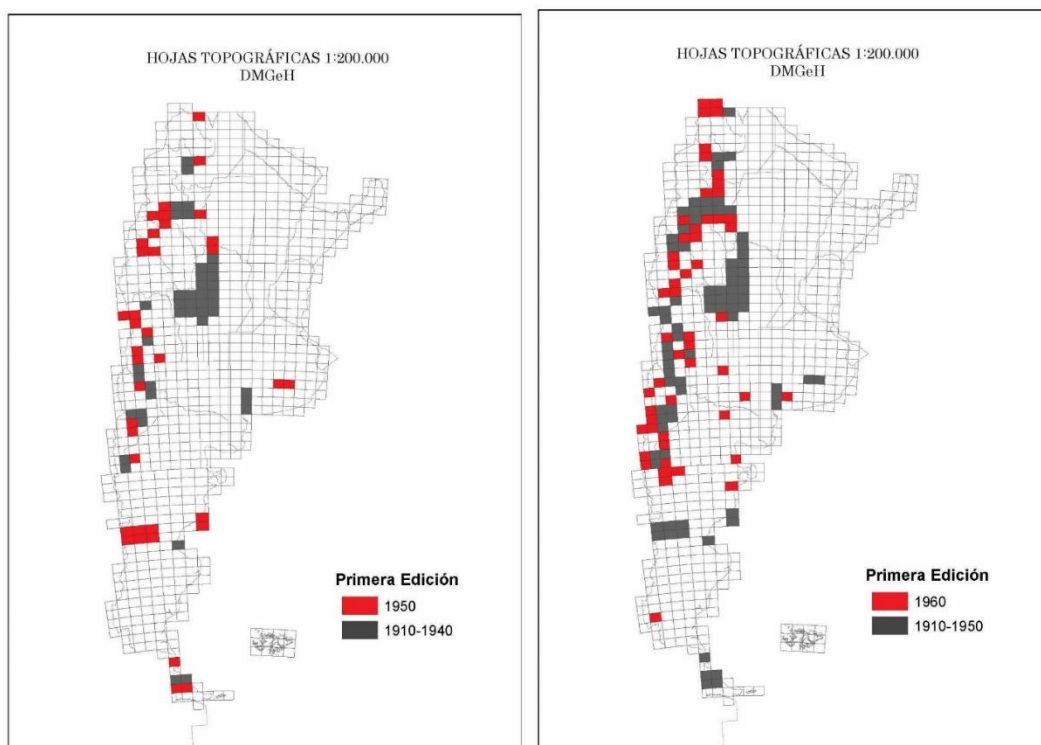 HOJAS TOPOGRÁFICAS 1:200.000
DMGeH
Primera Edición
1950
1910-1940
HOJAS TOPOGRÁFICAS 1:200.000
DMGeH
Primera Edición
1960
1910-1950